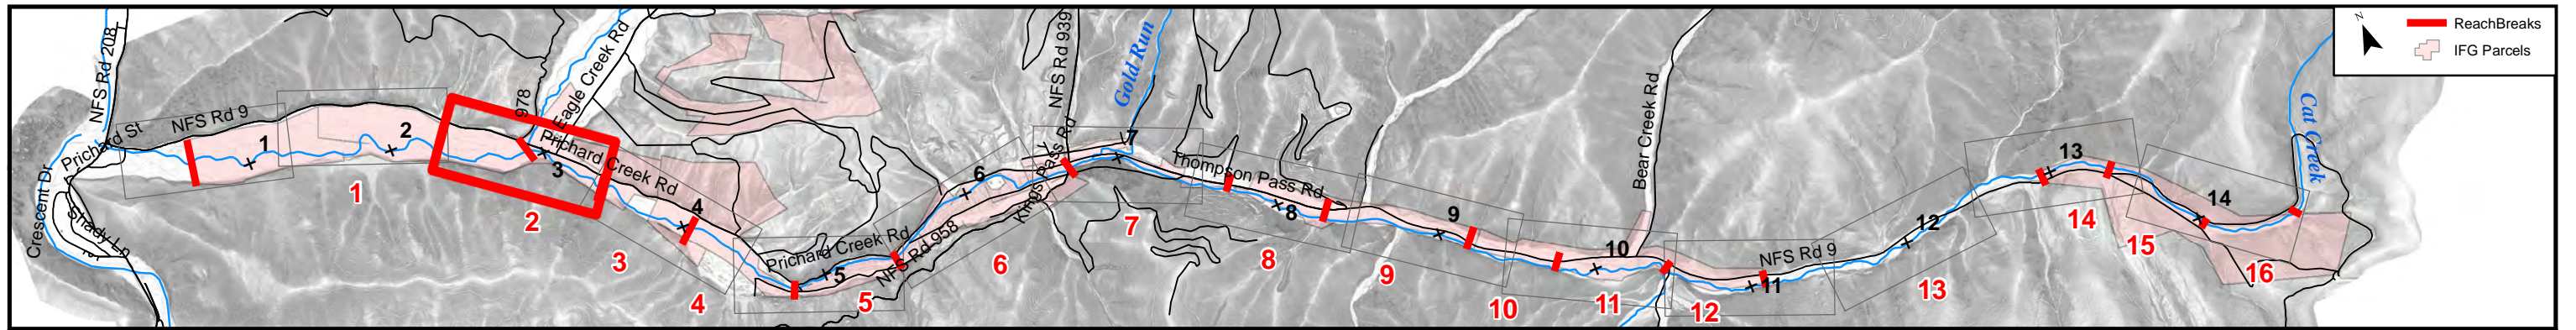 N
ReachBreaks
IFG Parcels
NFS Rd 208
Prichard St
NFS Rd 9
Crescent Dr
Shady Ln
978
Eagle Creek Rd
Prichard Creek Rd
Prichard Creek Rd
NFS Rd 958
Kings Pass Rd
NFS Rd 939
Gold Run
Thompson Pass Rd
Bear Creek Rd
NFS Rd 9
Cat Creek
1
2
3
4
5
6
7
8
9
10
11
12
13
14
1
2
3
4
5
6
7
8
9
10
11
12
13
14
15
16